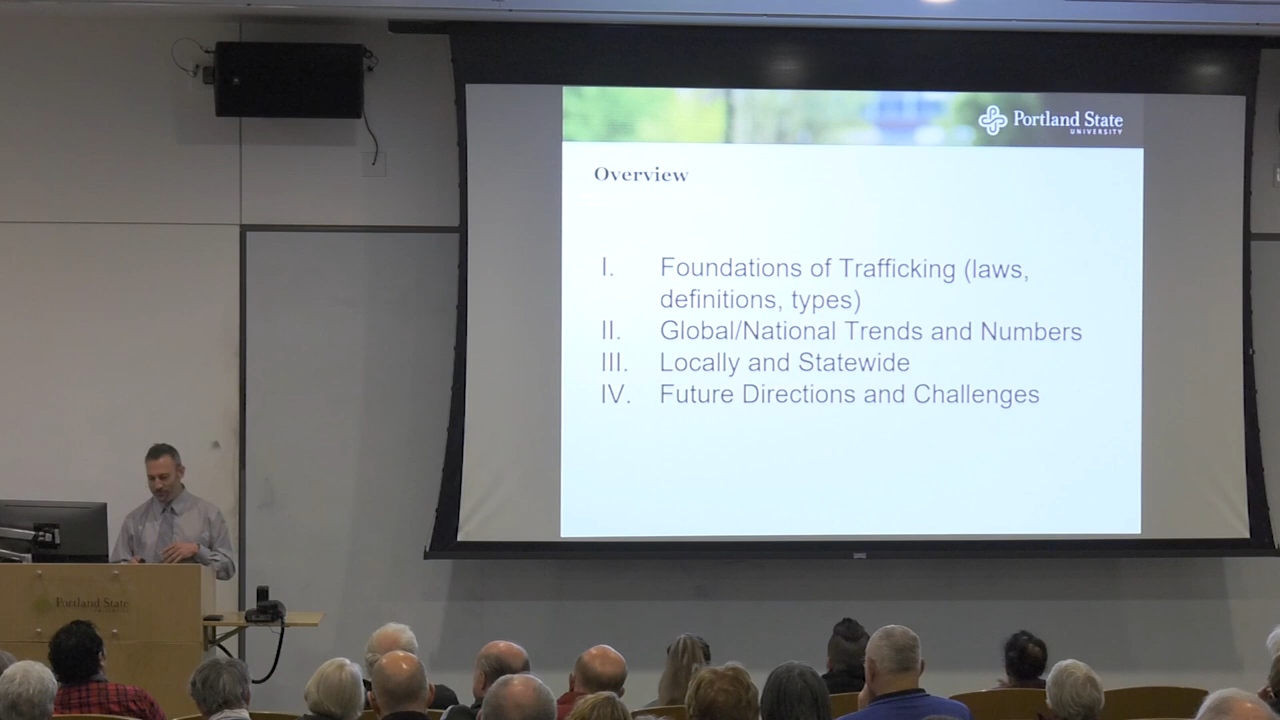 Portland State
UNIVERSITY
Overview
I. Foundations of Trafficking (laws,
definitions, types)
II. Global/National Trends and Numbers
III. Locally and Statewide
IV. Future Directions and Challenges
Portland State
UNIVERSITY